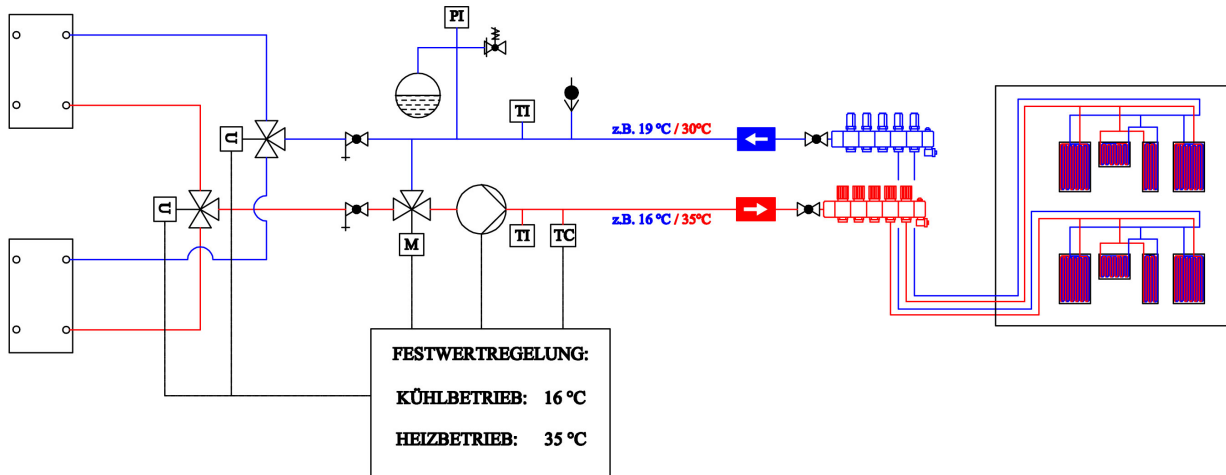 PI
TI
z.B. 19 °C / 30°C
U
U
z.B. 16 °C / 35°C
M
TI
TC
FESTWERTREGELUNG:
KÜHLBETRIEB: 16 °C
HEIZBETRIEB: 35 °C